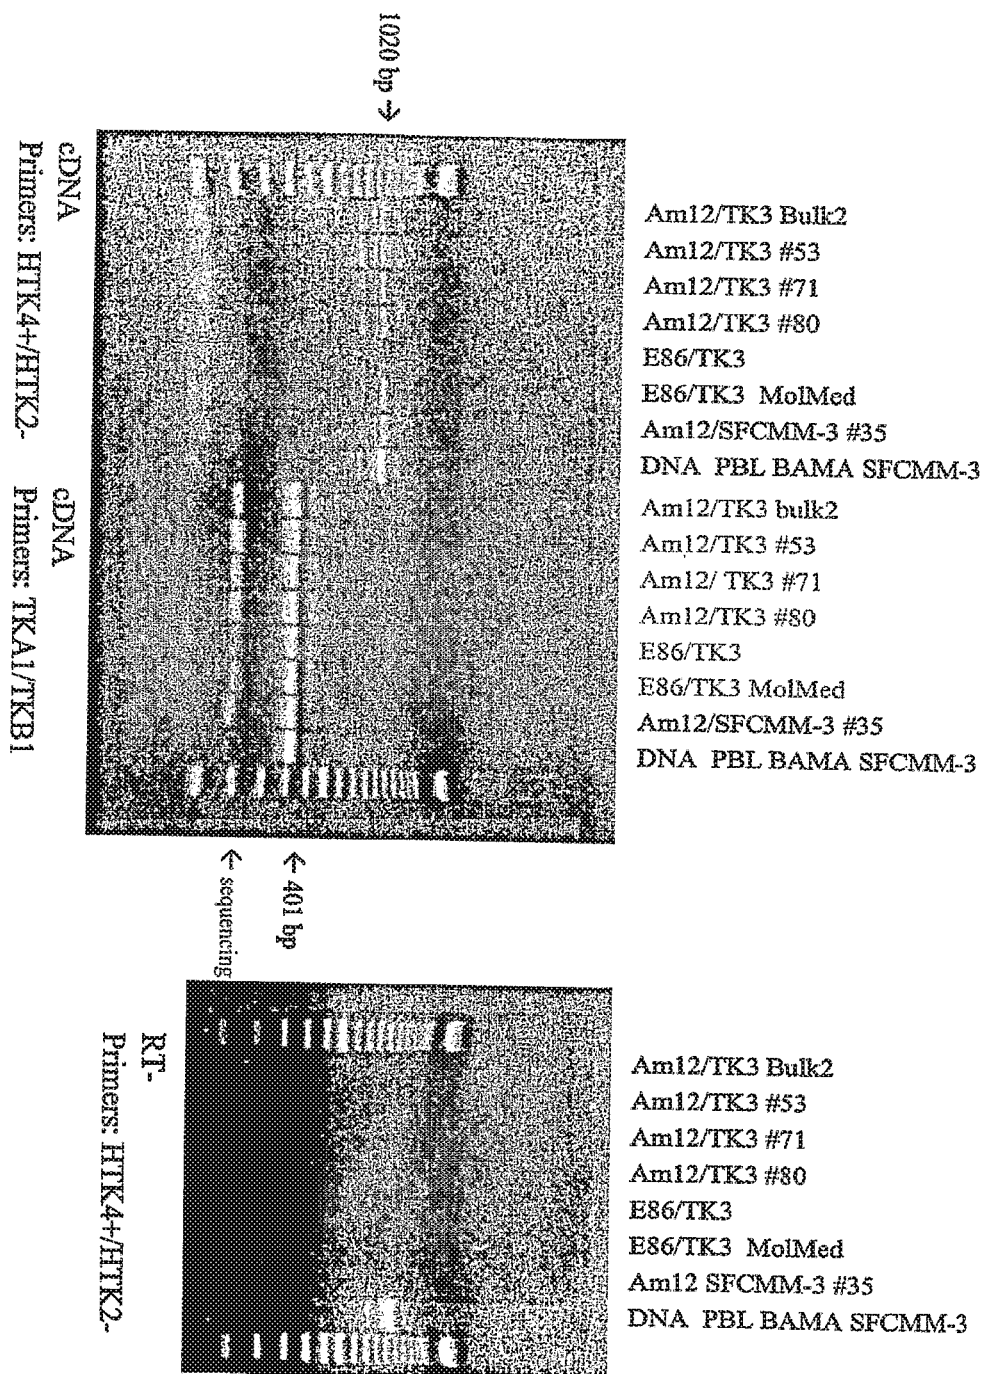 1020 bp →
Am12/TK3 Bulk2
Am12/TK3 #53
Am12/TK3 #71
Am12/TK3 #80
E86/TK3
E86/TK3 MolMed
Am12/SFCMM-3 #35
DNA PBL BAMA SFCMM-3
Am12/TK3 bulk2
Am12/TK3 #53
Am12/ TK3 #71
Am12/TK3 #80
E86/TK3
E86/TK3 MolMed
Am12/SFCMM-3 #35
DNA PBL BAMA SFCMM-3
cDNA
Primers: HTK4+/HTK2-
cDNA
Primers: TKA1/TKB1
← 401 bp
← sequencing
Am12/TK3 Bulk2
Am12/TK3 #53
Am12/TK3 #71
Am12/TK3 #80
E86/TK3
E86/TK3 MolMed
Am12 SFCMM-3 #35
DNA PBL BAMA SFCMM-3
RT-
Primers: HTK4+/HTK2-